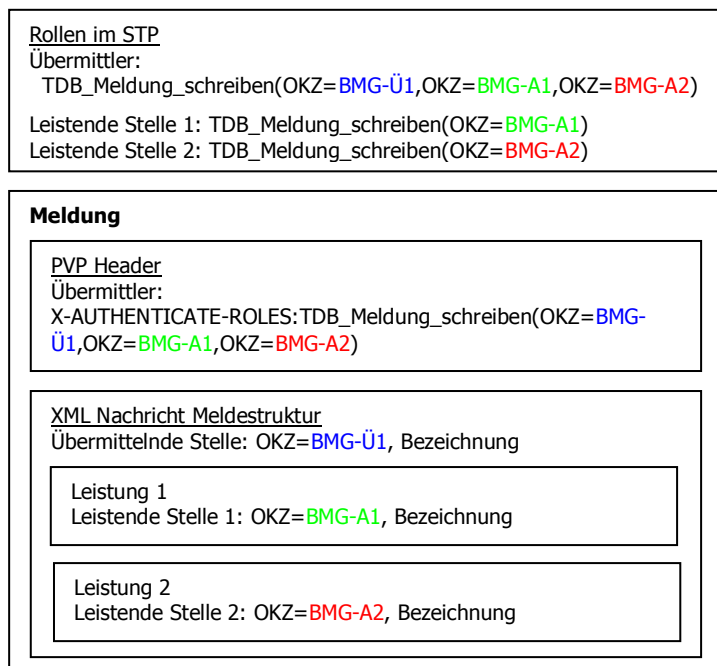 Rollen im STP
Übermittler:
TDB_Meldung_schreiben(OKZ=BMG-Ü1,OKZ=BMG-A1,OKZ=BMG-A2)
Leistende Stelle 1: TDB_Meldung_schreiben(OKZ=BMG-A1)
Leistende Stelle 2: TDB_Meldung_schreiben(OKZ=BMG-A2)
Meldung
PVP Header
Übermittler:
X-AUTHENTICATE-ROLES:TDB_Meldung_schreiben(OKZ=BMG-
Ü1,OKZ=BMG-A1,OKZ=BMG-A2)
XML Nachricht Meldestruktur
Übermittelnde Stelle: OKZ=BMG-Ü1, Bezeichnung
Leistung 1
Leistende Stelle 1: OKZ=BMG-A1, Bezeichnung
Leistung 2
Leistende Stelle 2: OKZ=BMG-A2, Bezeichnung